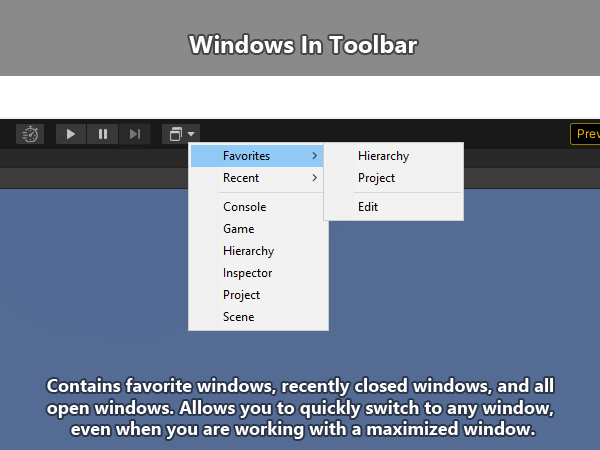 Windows In Toolbar
Prev
Favorites
Hierarchy
Recent
Project
Edit
Console
Game
Hierarchy
Inspector
Project
Scene
Contains favorite windows, recently closed windows, and all
open windows. Allows you to quickly switch to any window,
even when you are working with a maximized window.